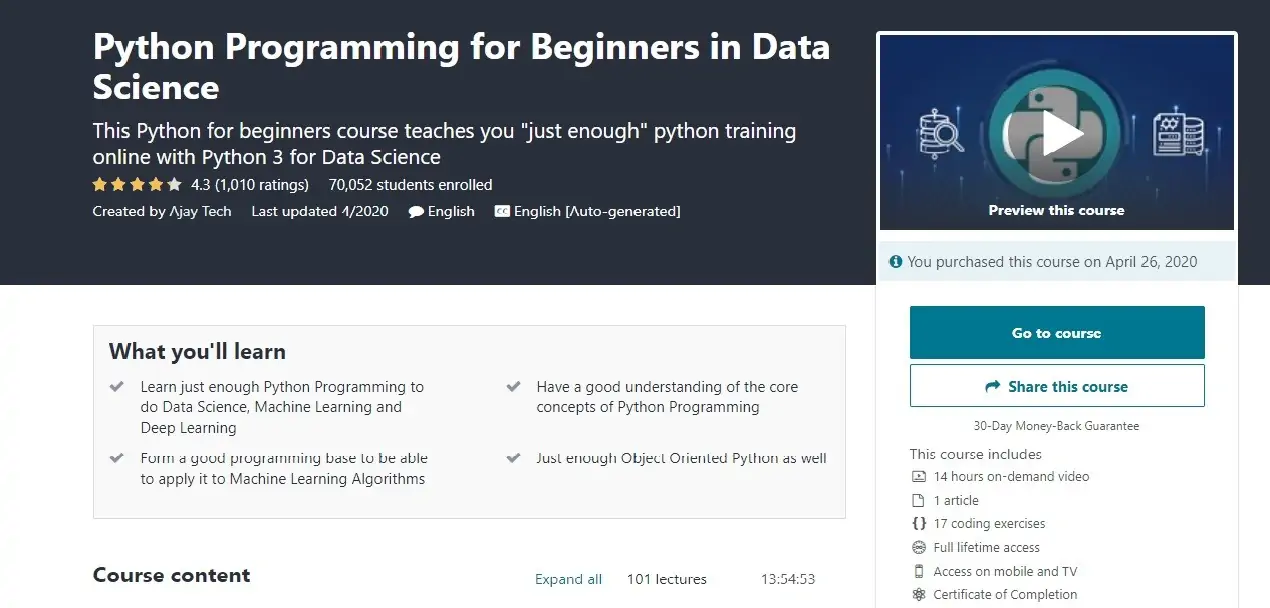 Python Programming for Beginners in Data
Science
This Python for beginners course teaches you "just enough" python training
online with Python 3 for Data Science
4.3 (1,010 ratings) 70,052 students enrolled
Created by Ajay Tech Last updated 4/2020 English CC English [Auto-generated]
Preview this course
You purchased this course on April 26, 2020
Go to course
Share this course
30-Day Money-Back Guarantee
This course includes
14 hours on-demand video
1 article
17 coding exercises
Full lifetime access
Access on mobile and TV
Certificate of Completion
What you'll learn
Learn just enough Python Programming to
do Data Science, Machine Learning and
Deep Learning
Have a good understanding of the core
concepts of Python Programming
Form a good programming base to be able
to apply it to Machine Learning Algorithms
Just enough Object Oriented Python as well
Course content
Expand all 101 lectures 13:54:53